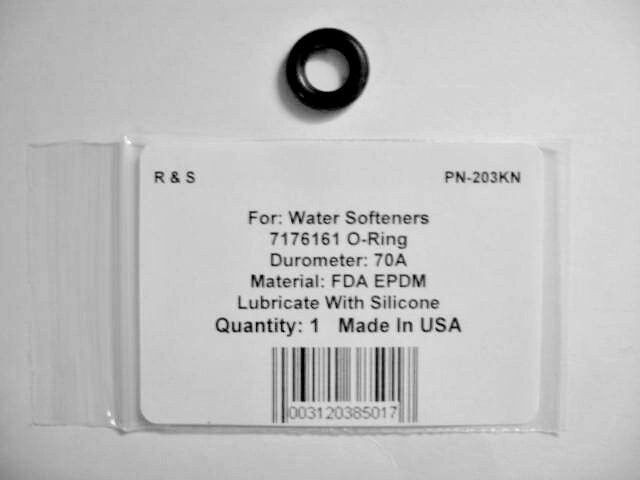 R & S PN-203KN
For: Water Softeners
7176161 O-Ring
Durometer: 70A
Material: FDA EPDM
Lubricate With Silicone
Quantity: 1 Made In USA
003120385017